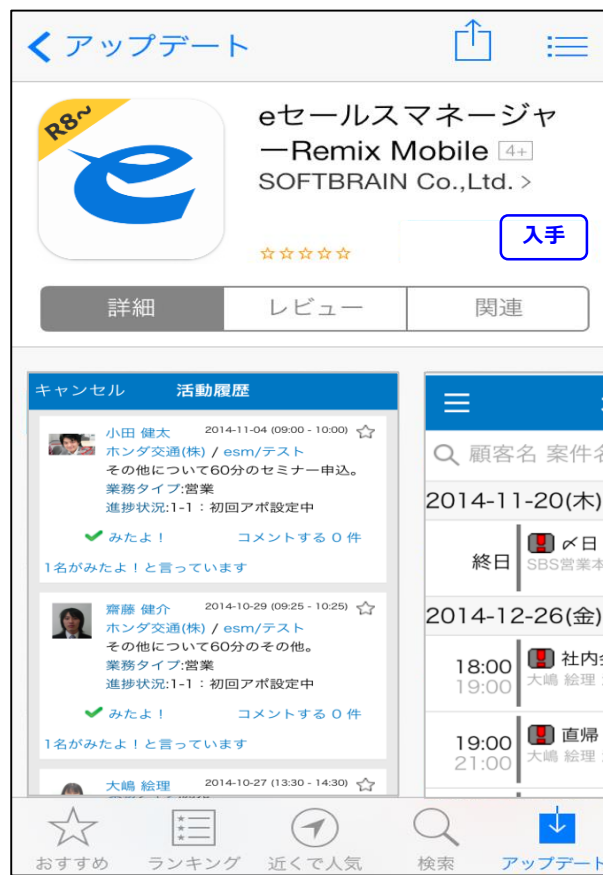 アップデート
R8~
eセールスマネージャ
ーRemix Mobile 4+
SOFTBRAIN Co.,Ltd. >
☆☆☆☆☆
入手
詳細 レビュー 関連
キャンセル 活動履歴
小田 健太 2014-11-04 (09:00 - 10:00)
ホンダ交通(株) / esm/テスト
その他について60分のセミナー申込。
業務タイプ:営業
進捗状況:1-1：初回アポ設定中
みたよ！ コメントする 0 件
1名がみたよ！と言っています
齋藤 健介 2014-10-29 (09:25 - 10:25)
ホンダ交通(株) / esm/テスト
その他について60分のその他。
業務タイプ:営業
進捗状況:1-1：初回アポ設定中
みたよ！ コメントする 0 件
1名がみたよ！と言っています
大嶋 絵理 2014-10-27 (13:30 - 14:30)
顧客名 案件名
2014-11-20(木)
終日 〆日
SBS営業本
2014-12-26(金)
18:00 社内会
19:00 大嶋 絵理
19:00 直帰
21:00 大嶋 絵理
おすすめ ランキング 近くで人気 検索 アップデート